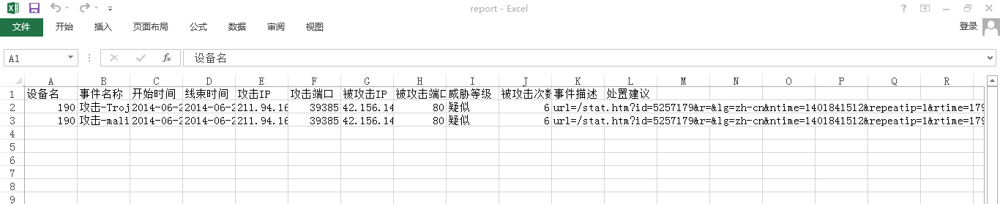 report - Excel
文件 开始 插入 页面布局 公式 数据 审阅 视图 登录
A1 fx 设备名
A B C D E F G H I J K L M N O P Q R
1 设备名 事件名称 开始时间 线束时间 攻击IP 攻击端口 被攻击IP 被攻击端口 威胁等级 被攻击次数 事件描述 处置建议
2 190 攻击-Troj 2014-06-2 2014-06-2 211.94.16 39385 42.156.14 80 疑似 6 url=/stat.htm?id=5257179&r=&lg=zh-cn&ntime=1401841512&repeatip=1&rtime=179
3 190 攻击-mali 2014-06-2 2014-06-2 211.94.16 39385 42.156.14 80 疑似 6 url=/stat.htm?id=5257179&r=&lg=zh-cn&ntime=1401841512&repeatip=1&rtime=179
4
5
6
7
8
9